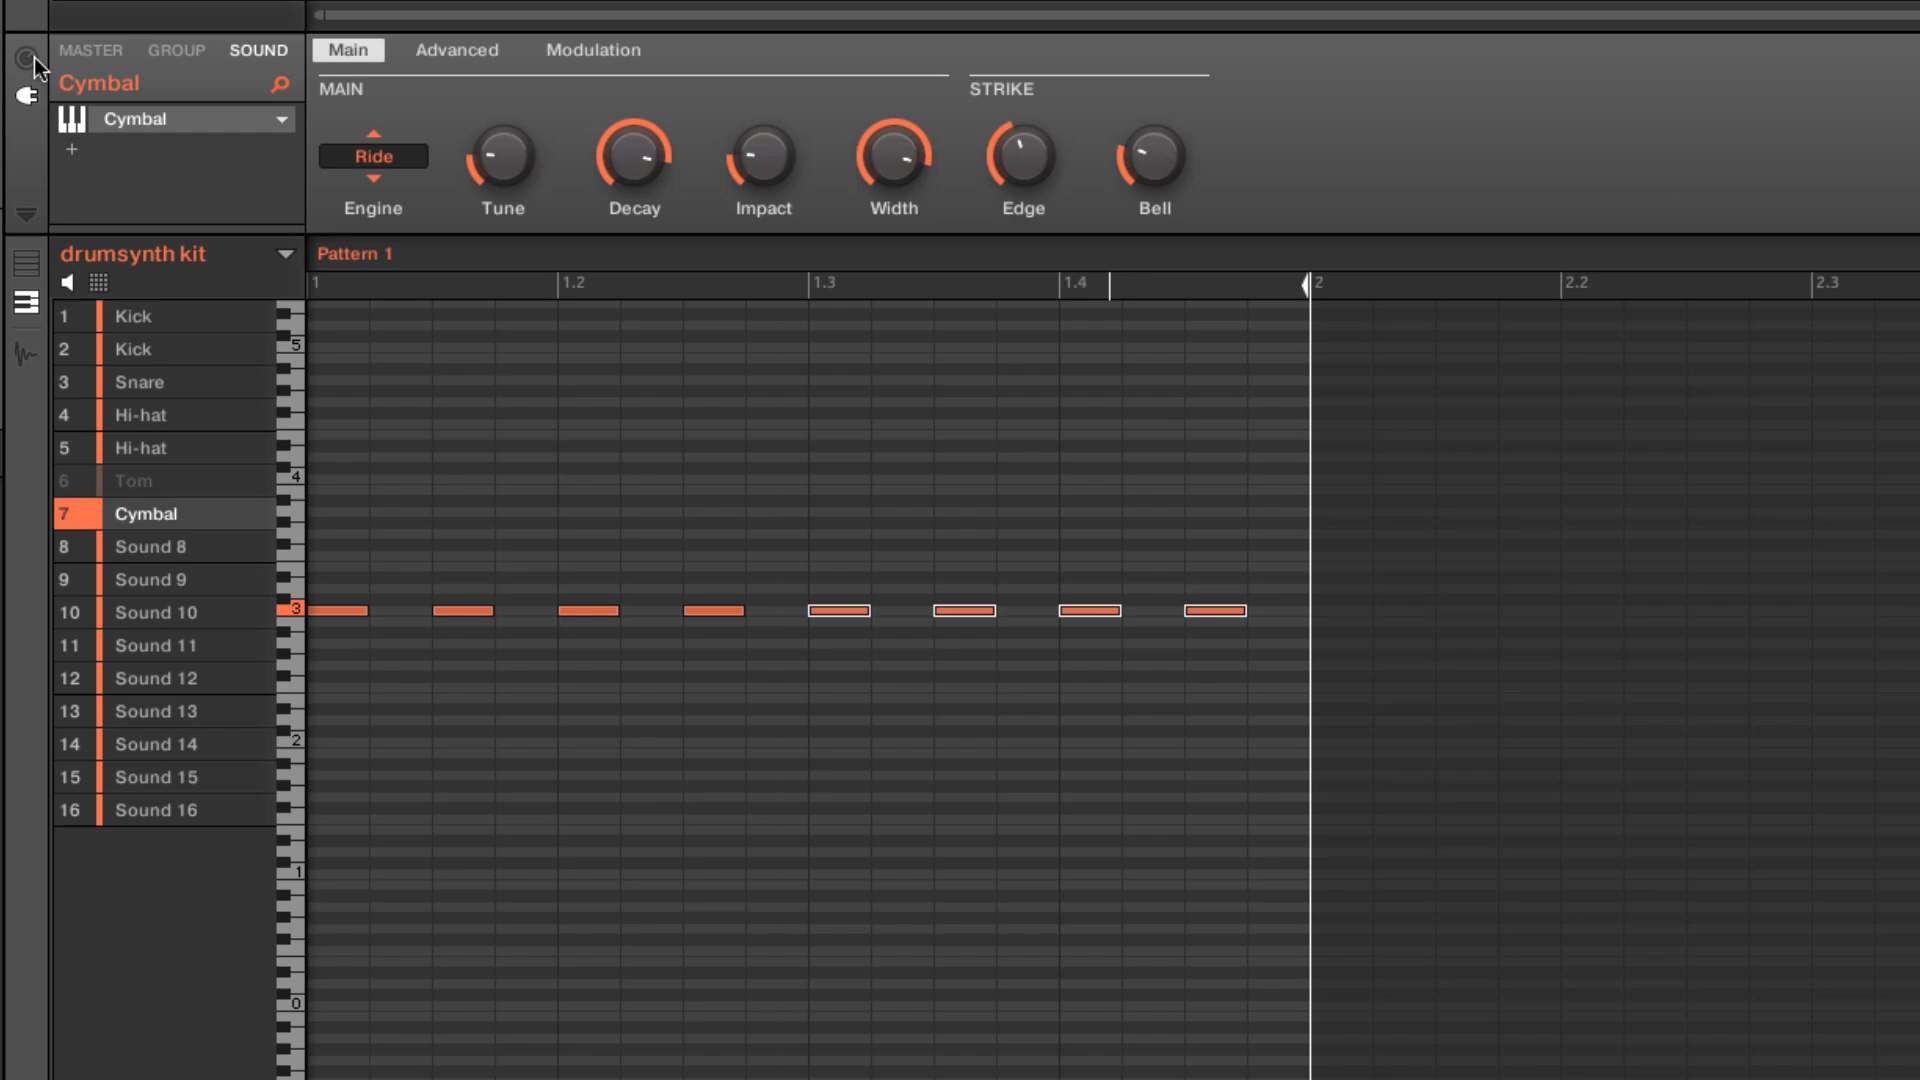 MASTER GROUP SOUND
Cymbal
Cymbal
+
Main Advanced Modulation
MAIN STRIKE
Ride
Engine Tune Decay Impact Width Edge Bell
drumsynth kit
Pattern 1
1 1.2 1.3 1.4 2 2.2 2.3
1 Kick
2 Kick
3 Snare
4 Hi-hat
5 Hi-hat
6 Tom
7 Cymbal
8 Sound 8
9 Sound 9
10 Sound 10
11 Sound 11
12 Sound 12
13 Sound 13
14 Sound 14
15 Sound 15
16 Sound 16
5
4
3
2
1
0